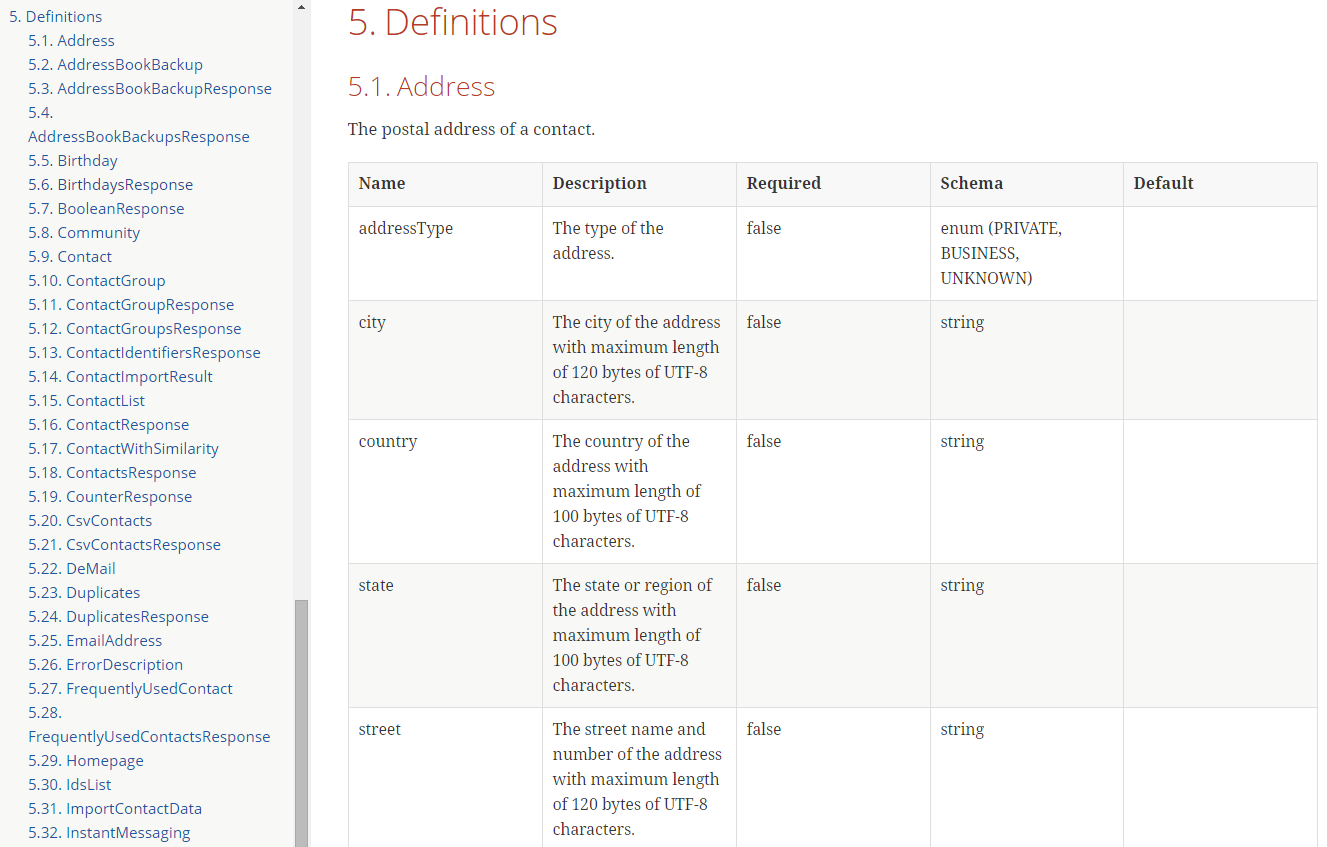 5. Definitions
5.1. Address
5.2. AddressBookBackup
5.3. AddressBookBackupResponse
5.4.
AddressBookBackupsResponse
5.5. Birthday
5.6. BirthdaysResponse
5.7. BooleanResponse
5.8. Community
5.9. Contact
5.10. ContactGroup
5.11. ContactGroupResponse
5.12. ContactGroupsResponse
5.13. ContactIdentifiersResponse
5.14. ContactImportResult
5.15. ContactList
5.16. ContactResponse
5.17. ContactWithSimilarity
5.18. ContactsResponse
5.19. CounterResponse
5.20. CsvContacts
5.21. CsvContactsResponse
5.22. DeMail
5.23. Duplicates
5.24. DuplicatesResponse
5.25. EmailAddress
5.26. ErrorDescription
5.27. FrequentlyUsedContact
5.28.
FrequentlyUsedContactsResponse
5.29. Homepage
5.30. IdsList
5.31. ImportContactData
5.32. InstantMessaging
5. Definitions
5.1. Address
The postal address of a contact.
Name Description Required Schema Default
addressType The type of the false enum (PRIVATE,
address. BUSINESS,
UNKNOWN)
city The city of the address false string
with maximum length
of 120 bytes of UTF-8
characters.
country The country of the false string
address with
maximum length of
100 bytes of UTF-8
characters.
state The state or region of false string
the address with
maximum length of
100 bytes of UTF-8
characters.
street The street name and false string
number of the address
with maximum length
of 120 bytes of UTF-8
characters.